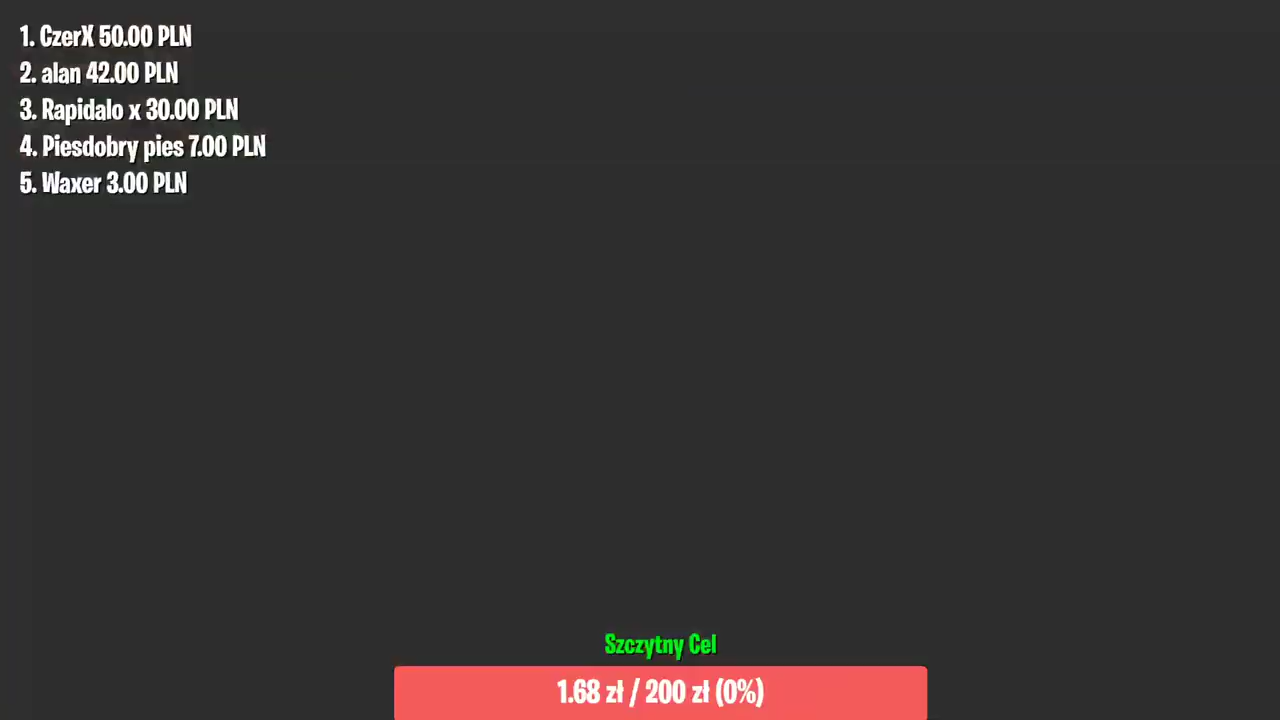 1. CzerX 50.00 PLN
2. alan 42.00 PLN
3. Rapidalo x 30.00 PLN
4. Piesdobry pies 7.00 PLN
5. Waxer 3.00 PLN
Szczytny Cel
1.68 zł / 200 zł (0%)